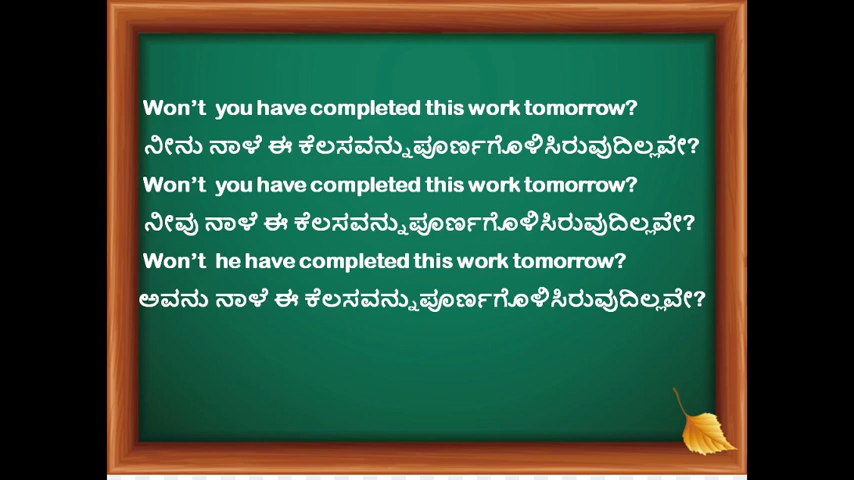 Won't you have completed this work tomorrow?
ನೀನು ನಾಳೆ ಈ ಕೆಲಸವನ್ನು ಪೂರ್ಣಗೊಳಿಸಿರುವುದಿಲ್ಲವೇ?
Won't you have completed this work tomorrow?
ನೀವು ನಾಳೆ ಈ ಕೆಲಸವನ್ನು ಪೂರ್ಣಗೊಳಿಸಿರುವುದಿಲ್ಲವೇ?
Won't he have completed this work tomorrow?
ಅವನು ನಾಳೆ ಈ ಕೆಲಸವನ್ನು ಪೂರ್ಣಗೊಳಿಸಿರುವುದಿಲ್ಲವೇ?